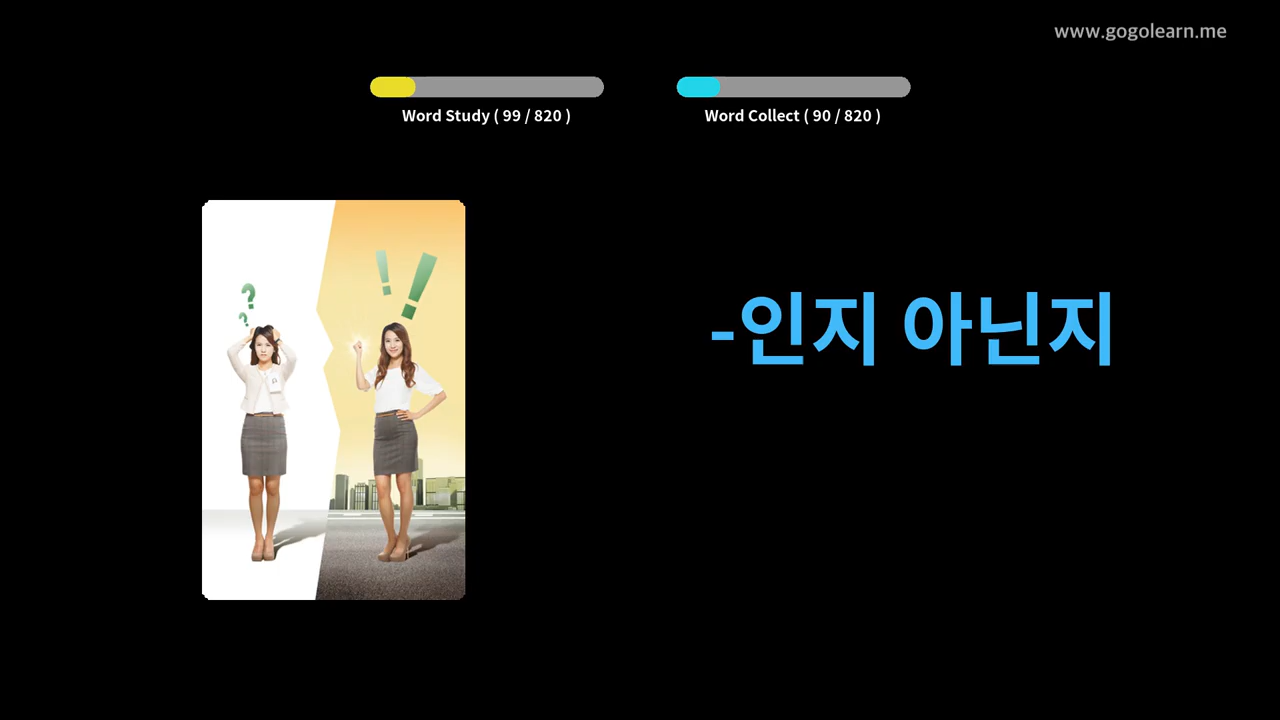 www.gogolearn.me
Word Study ( 99 / 820 )
Word Collect ( 90 / 820 )
? !!
?
-인지 아닌지